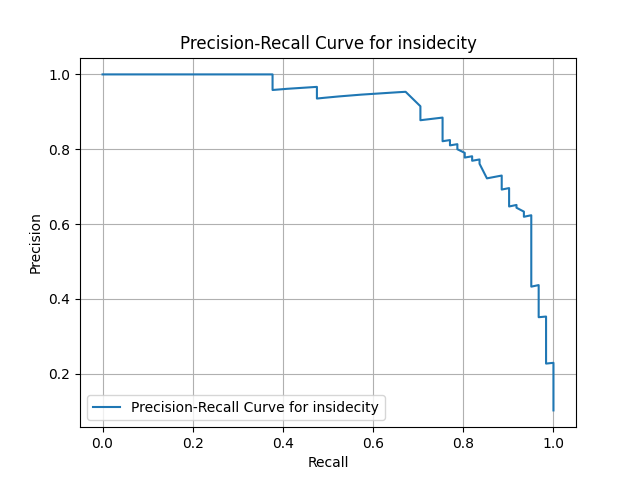 Precision-Recall Curve for insidecity
1.0
0.8
0.6
0.4
0.2
Precision
Precision-Recall Curve for insidecity
0.0 0.2 0.4 0.6 0.8 1.0
Recall